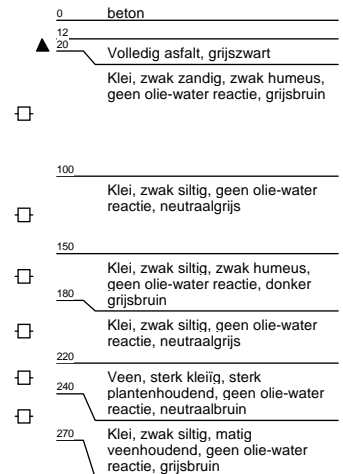 0 beton
12
20 Volledig asfalt, grijszwart
Klei, zwak zandig, zwak humeus,
geen olie-water reactie, grijsbruin
100
Klei, zwak siltig, geen olie-water
reactie, neutraalgrijs
150
Klei, zwak siltig, zwak humeus,
geen olie-water reactie, donker
180 grijsbruin
Klei, zwak siltig, geen olie-water
reactie, neutraalgrijs
220
Veen, sterk kleiïg, sterk
240 plantenhoudend, geen olie-water
reactie, neutraalbruin
270 Klei, zwak siltig, matig
veenhoudend, geen olie-water
reactie, grijsbruin